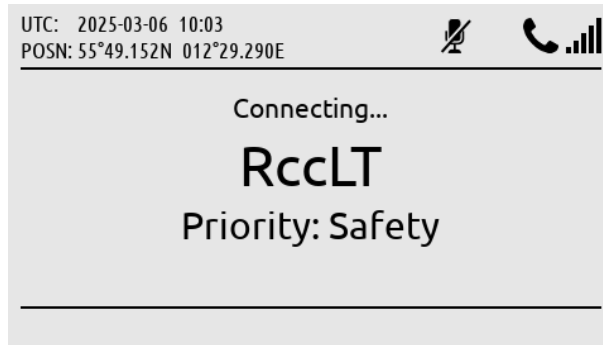 UTC: 2025-03-06 10:03
POSN: 55°49.152N 012°29.290E
Connecting...
RccLT
Priority: Safety